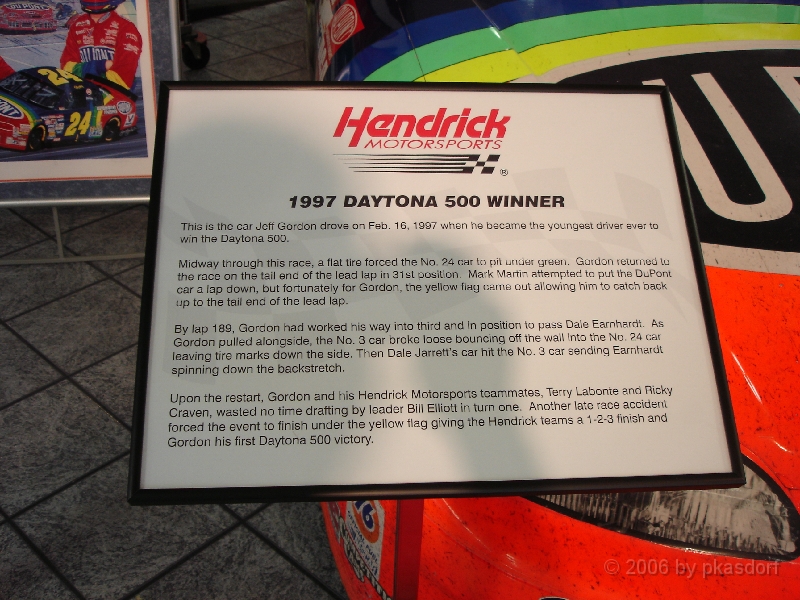 DUPONT
24
24
Hendrick
MOTORSPORTS
®
1997 DAYTONA 500 WINNER
This is the car Jeff Gordon drove on Feb. 16, 1997 when he became the youngest driver ever to
win the Daytona 500.
Midway through this race, a flat tire forced the No. 24 car to pit under green. Gordon returned to
the race on the tail end of the lead lap in 31st position. Mark Martin attempted to put the DuPont
car a lap down, but fortunately for Gordon, the yellow flag came out allowing him to catch back
up to the tail end of the lead lap.
By lap 189, Gordon had worked his way into third and in position to pass Dale Earnhardt. As
Gordon pulled alongside, the No. 3 car broke loose bouncing off the wall into the No. 24 car
leaving tire marks down the side. Then Dale Jarrett's car hit the No. 3 car sending Earnhardt
spinning down the backstretch.
Upon the restart, Gordon and his Hendrick Motorsports teammates, Terry Labonte and Ricky
Craven, wasted no time drafting by leader Bill Elliott in turn one. Another late race accident
forced the event to finish under the yellow flag giving the Hendrick teams a 1-2-3 finish and
Gordon his first Daytona 500 victory.
76
© 2006 by pkasdorf